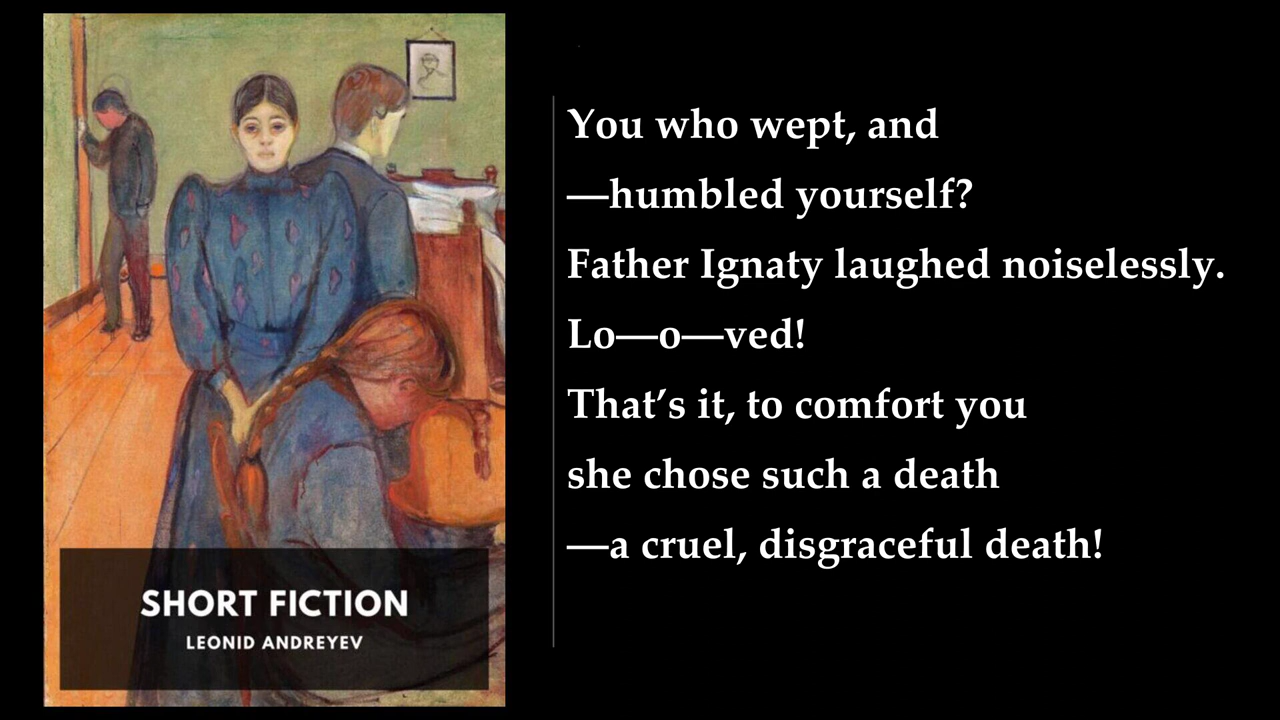 SHORT FICTION
LEONID ANDREYEV
You who wept, and
—humbled yourself?
Father Ignaty laughed noiselessly.
Lo—o—ved!
That’s it, to comfort you
she chose such a death
—a cruel, disgraceful death!